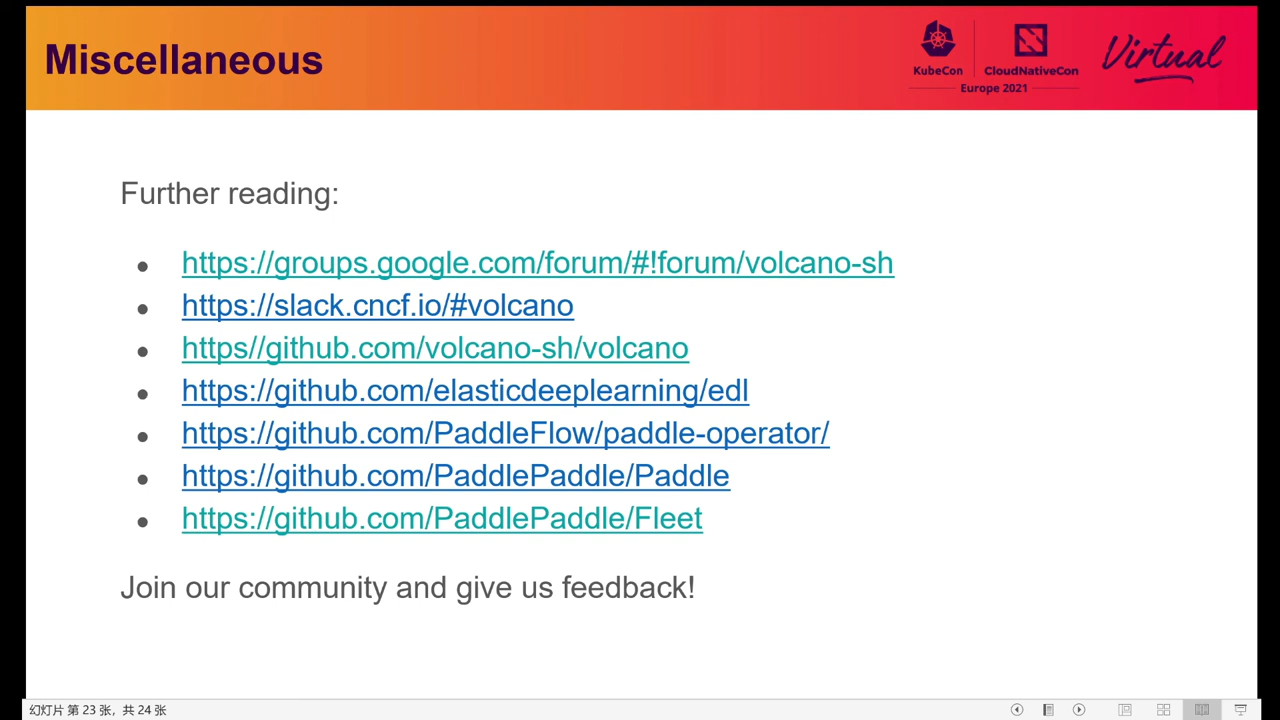 Miscellaneous
KubeCon
CloudNativeCon
Europe 2021
Virtual
Further reading:
● https://groups.google.com/forum/#!forum/volcano-sh
● https://slack.cncf.io/#volcano
● https//github.com/volcano-sh/volcano
● https://github.com/elasticdeeplearning/edl
● https://github.com/PaddleFlow/paddle-operator/
● https://github.com/PaddlePaddle/Paddle
● https://github.com/PaddlePaddle/Fleet
Join our community and give us feedback!
幻灯片 第 23 张，共 24 张